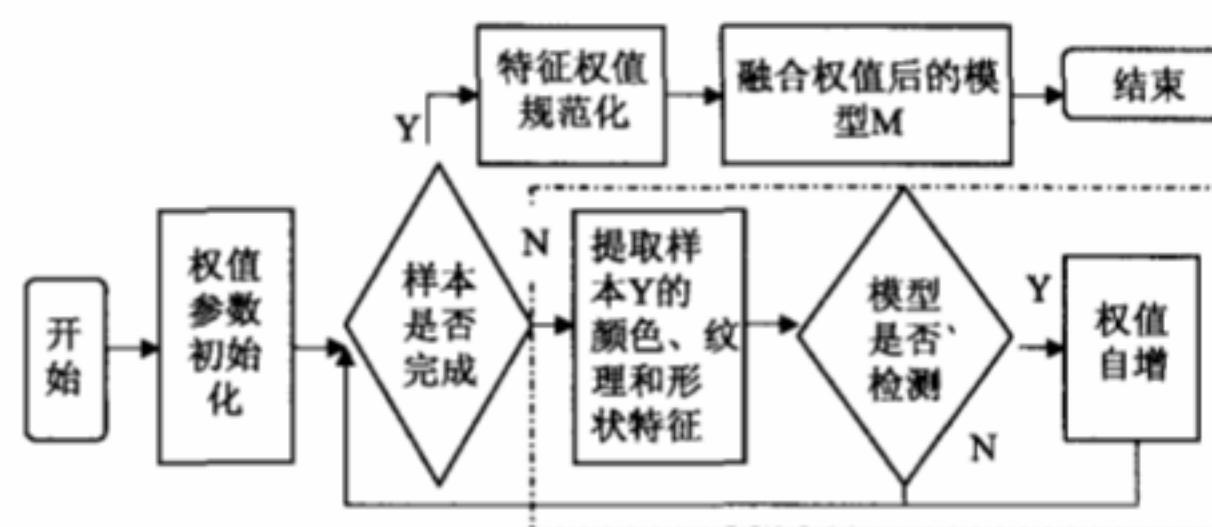 特征权值
规范化
融合权值后的模
型M
结束
Y
开
始
权值
参数
初始
化
样本
是否
完成
N
提取样
本Y的
颜色、纹
理和形
状特征
模型
是否、
检测
Y
N
权值
自增